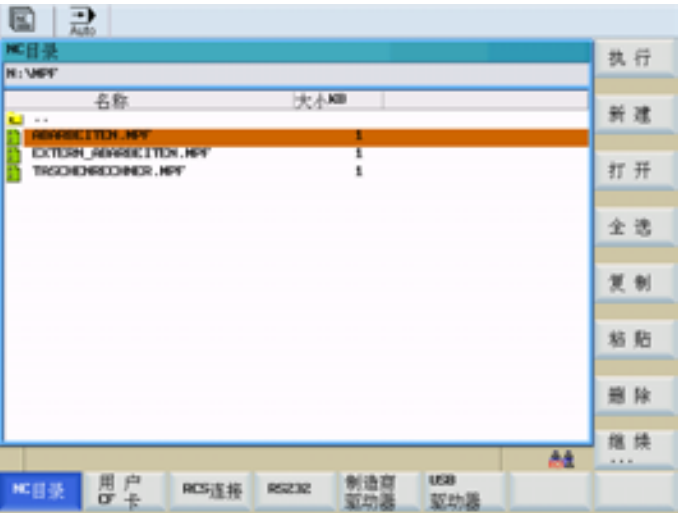 Auto
NC目录
N:\MPF
名称 大小KB
..
ABARBEITEN.MPF 1
EXTERN_ABARBEITEN.MPF 1
TASCHENRECHNER.MPF 1
执行
新建
打开
全选
复制
粘贴
删除
继续
...
NC目录
用户
CF卡
RCS连接
RS232
制造商
驱动器
USB
驱动器